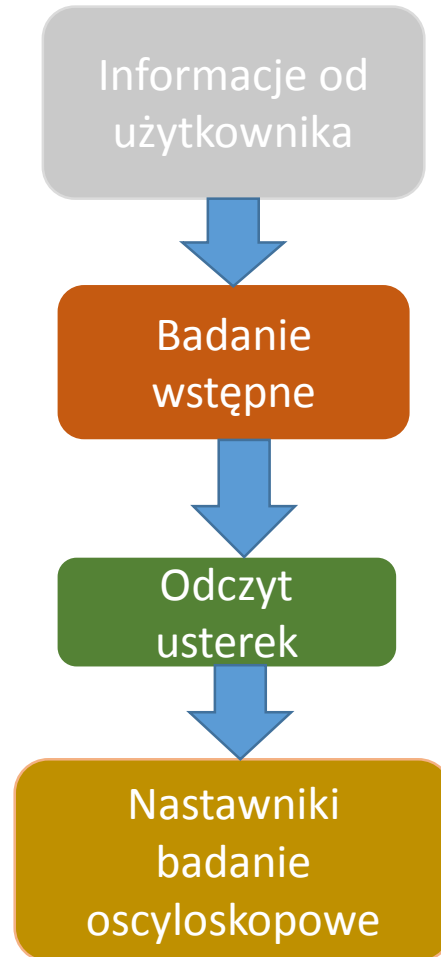 Informacje od
użytkownika
Badanie
wstępne
Odczyt
usterek
Nastawniki
badanie
oscyloskopowe